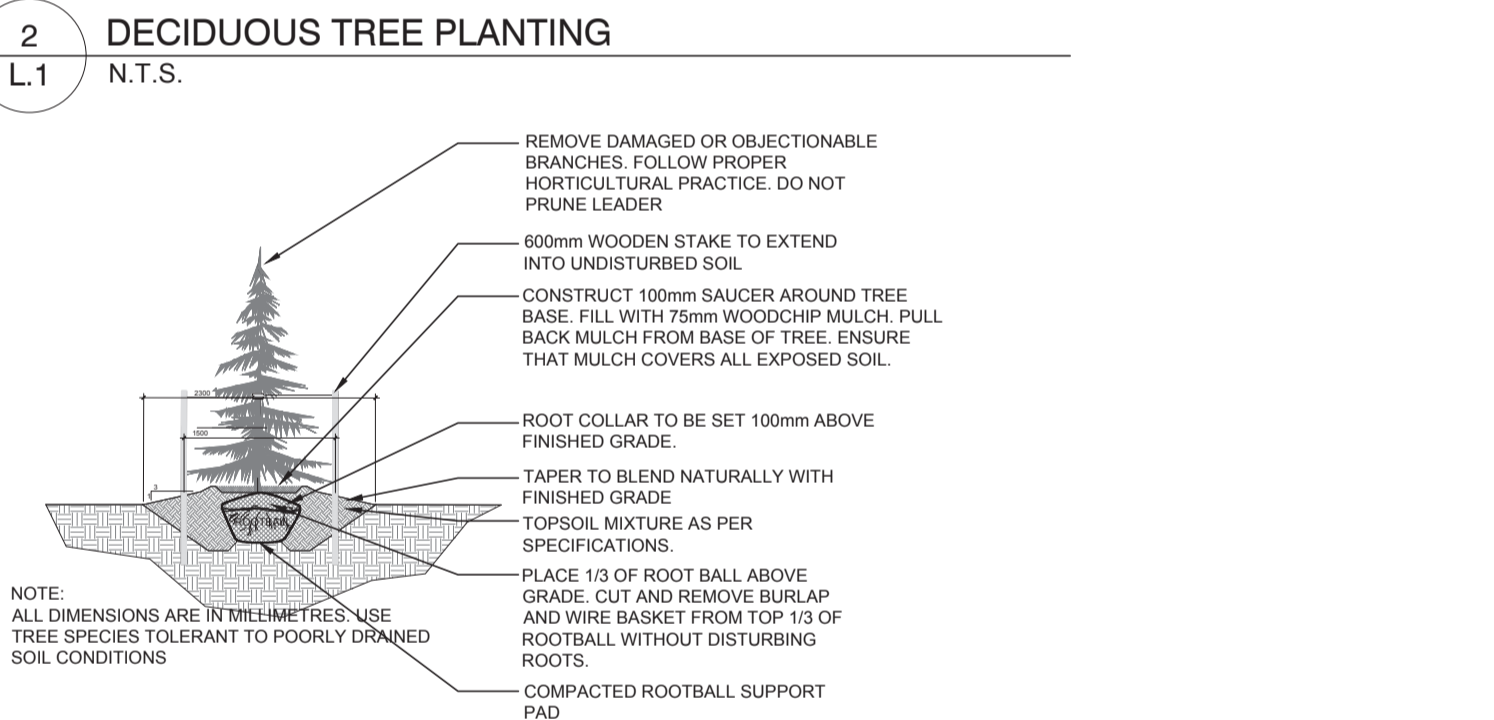 2
L.1
DECIDUOUS TREE PLANTING
N.T.S.
REMOVE DAMAGED OR OBJECTIONABLE
BRANCHES. FOLLOW PROPER
HORTICULTURAL PRACTICE. DO NOT
PRUNE LEADER
600mm WOODEN STAKE TO EXTEND
INTO UNDISTURBED SOIL
CONSTRUCT 100mm SAUCER AROUND TREE
BASE. FILL WITH 75mm WOODCHIP MULCH. PULL
BACK MULCH FROM BASE OF TREE. ENSURE
THAT MULCH COVERS ALL EXPOSED SOIL.
2300
1500
3
1
ROOT COLLAR TO BE SET 100mm ABOVE
FINISHED GRADE.
TAPER TO BLEND NATURALLY WITH
FINISHED GRADE
TOPSOIL MIXTURE AS PER
SPECIFICATIONS.
ROOTBALL
PLACE 1/3 OF ROOT BALL ABOVE
GRADE. CUT AND REMOVE BURLAP
AND WIRE BASKET FROM TOP 1/3 OF
ROOTBALL WITHOUT DISTURBING
ROOTS.
COMPACTED ROOTBALL SUPPORT
PAD
NOTE:
ALL DIMENSIONS ARE IN MILLIMETRES. USE
TREE SPECIES TOLERANT TO POORLY DRAINED
SOIL CONDITIONS